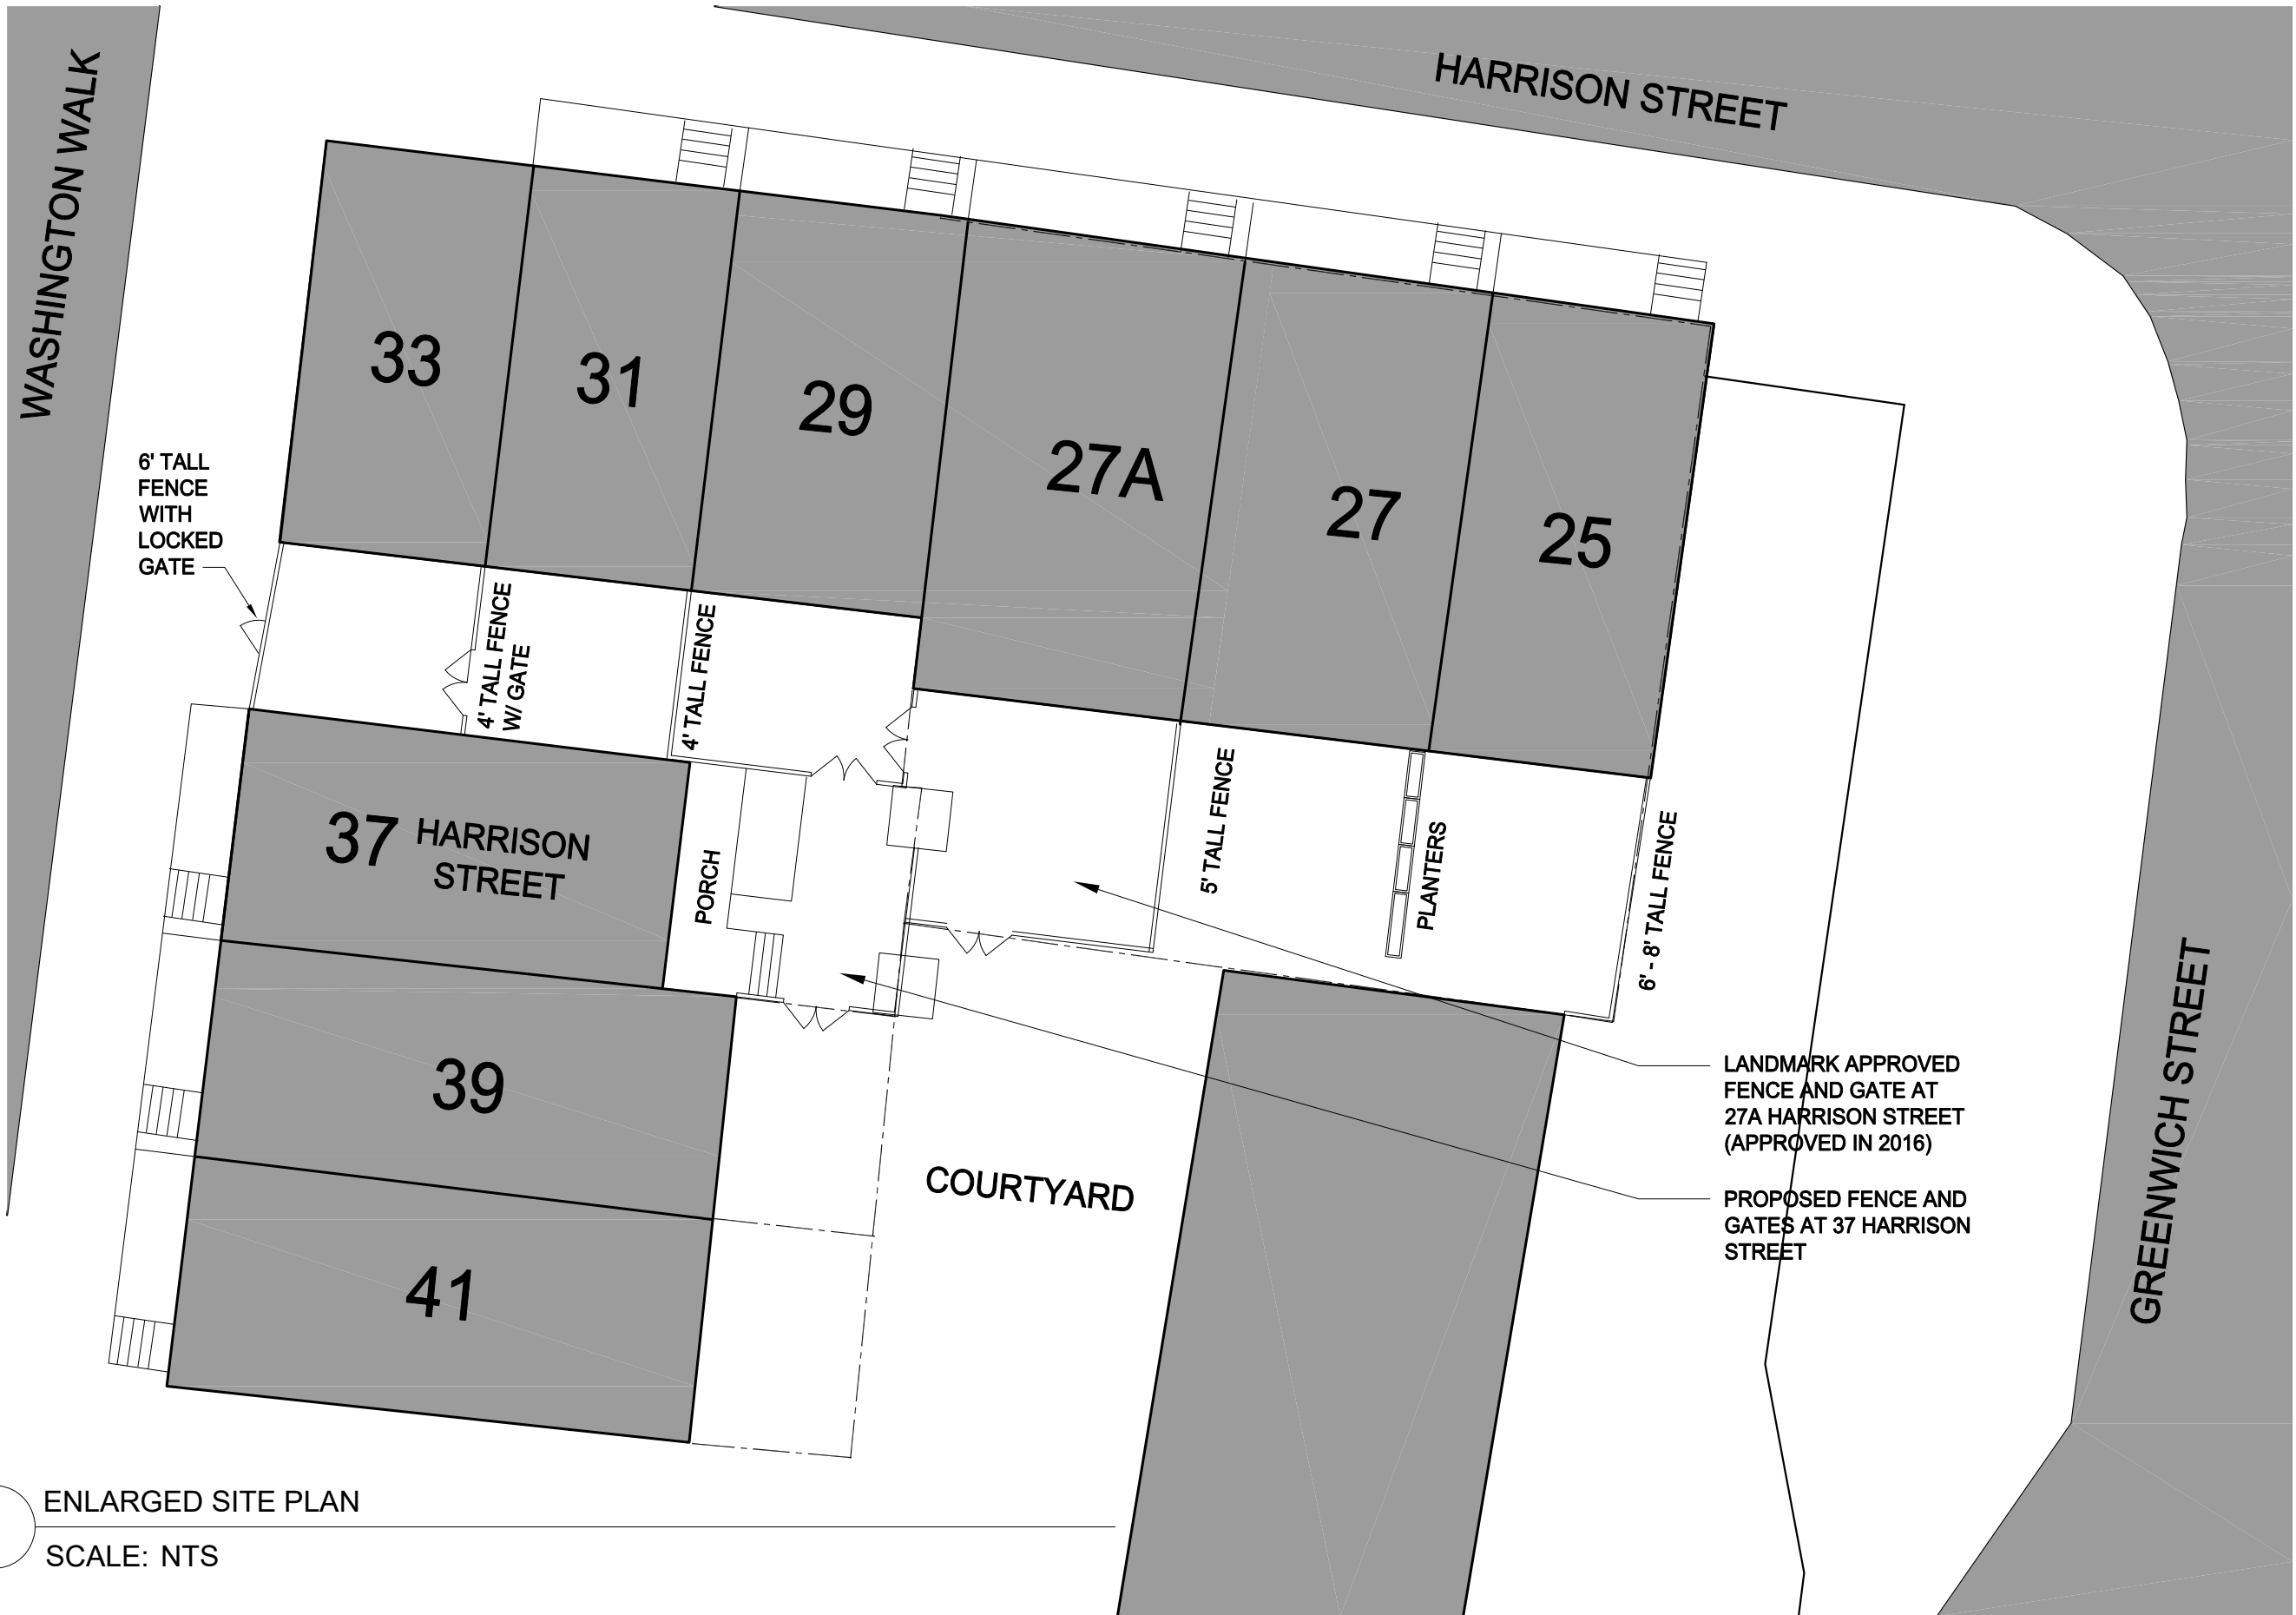 HARRISON STREET
WASHINGTON WALK
33
31
29
27A
27
25
6' TALL
FENCE
WITH
LOCKED
GATE
4' TALL FENCE
W/ GATE
4' TALL FENCE
5' TALL FENCE
PLANTERS
6' - 8' TALL FENCE
37 HARRISON
STREET
PORCH
39
41
COURTYARD
LANDMARK APPROVED
FENCE AND GATE AT
27A HARRISON STREET
(APPROVED IN 2016)
PROPOSED FENCE AND
GATES AT 37 HARRISON
STREET
GREENWICH STREET
ENLARGED SITE PLAN
SCALE: NTS